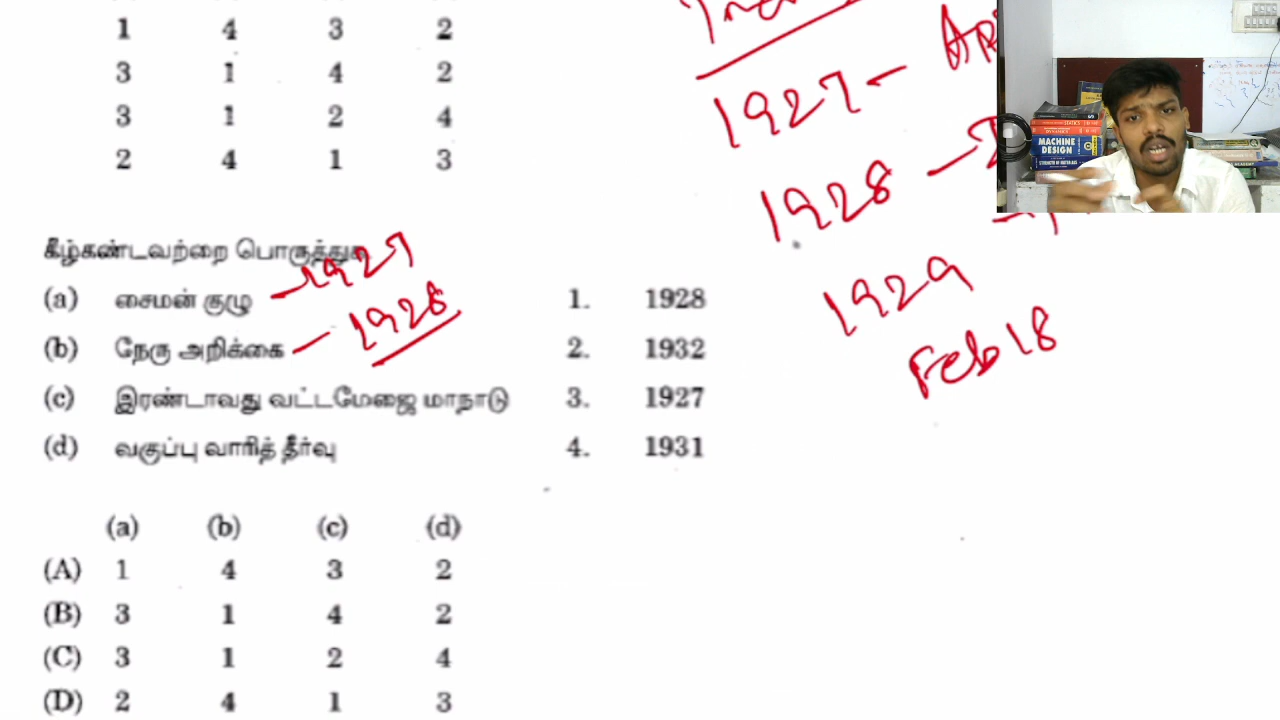 1 4 3 2
3 1 4 2
3 1 2 4
2 4 1 3
1927 -
1928 -
1929
Feb 18
கீழ்கண்டவற்றை பொருத்துக
(a) சைமன் குழு - 1927 1. 1928
(b) நேரு அறிக்கை - 1928 2. 1932
(c) இரண்டாவது வட்டமேஜை மாநாடு 3. 1927
(d) வகுப்பு வாரித் தீர்வு 4. 1931
(a) (b) (c) (d)
(A) 1 4 3 2
(B) 3 1 4 2
(C) 3 1 2 4
(D) 2 4 1 3
MACHINE
DESIGN